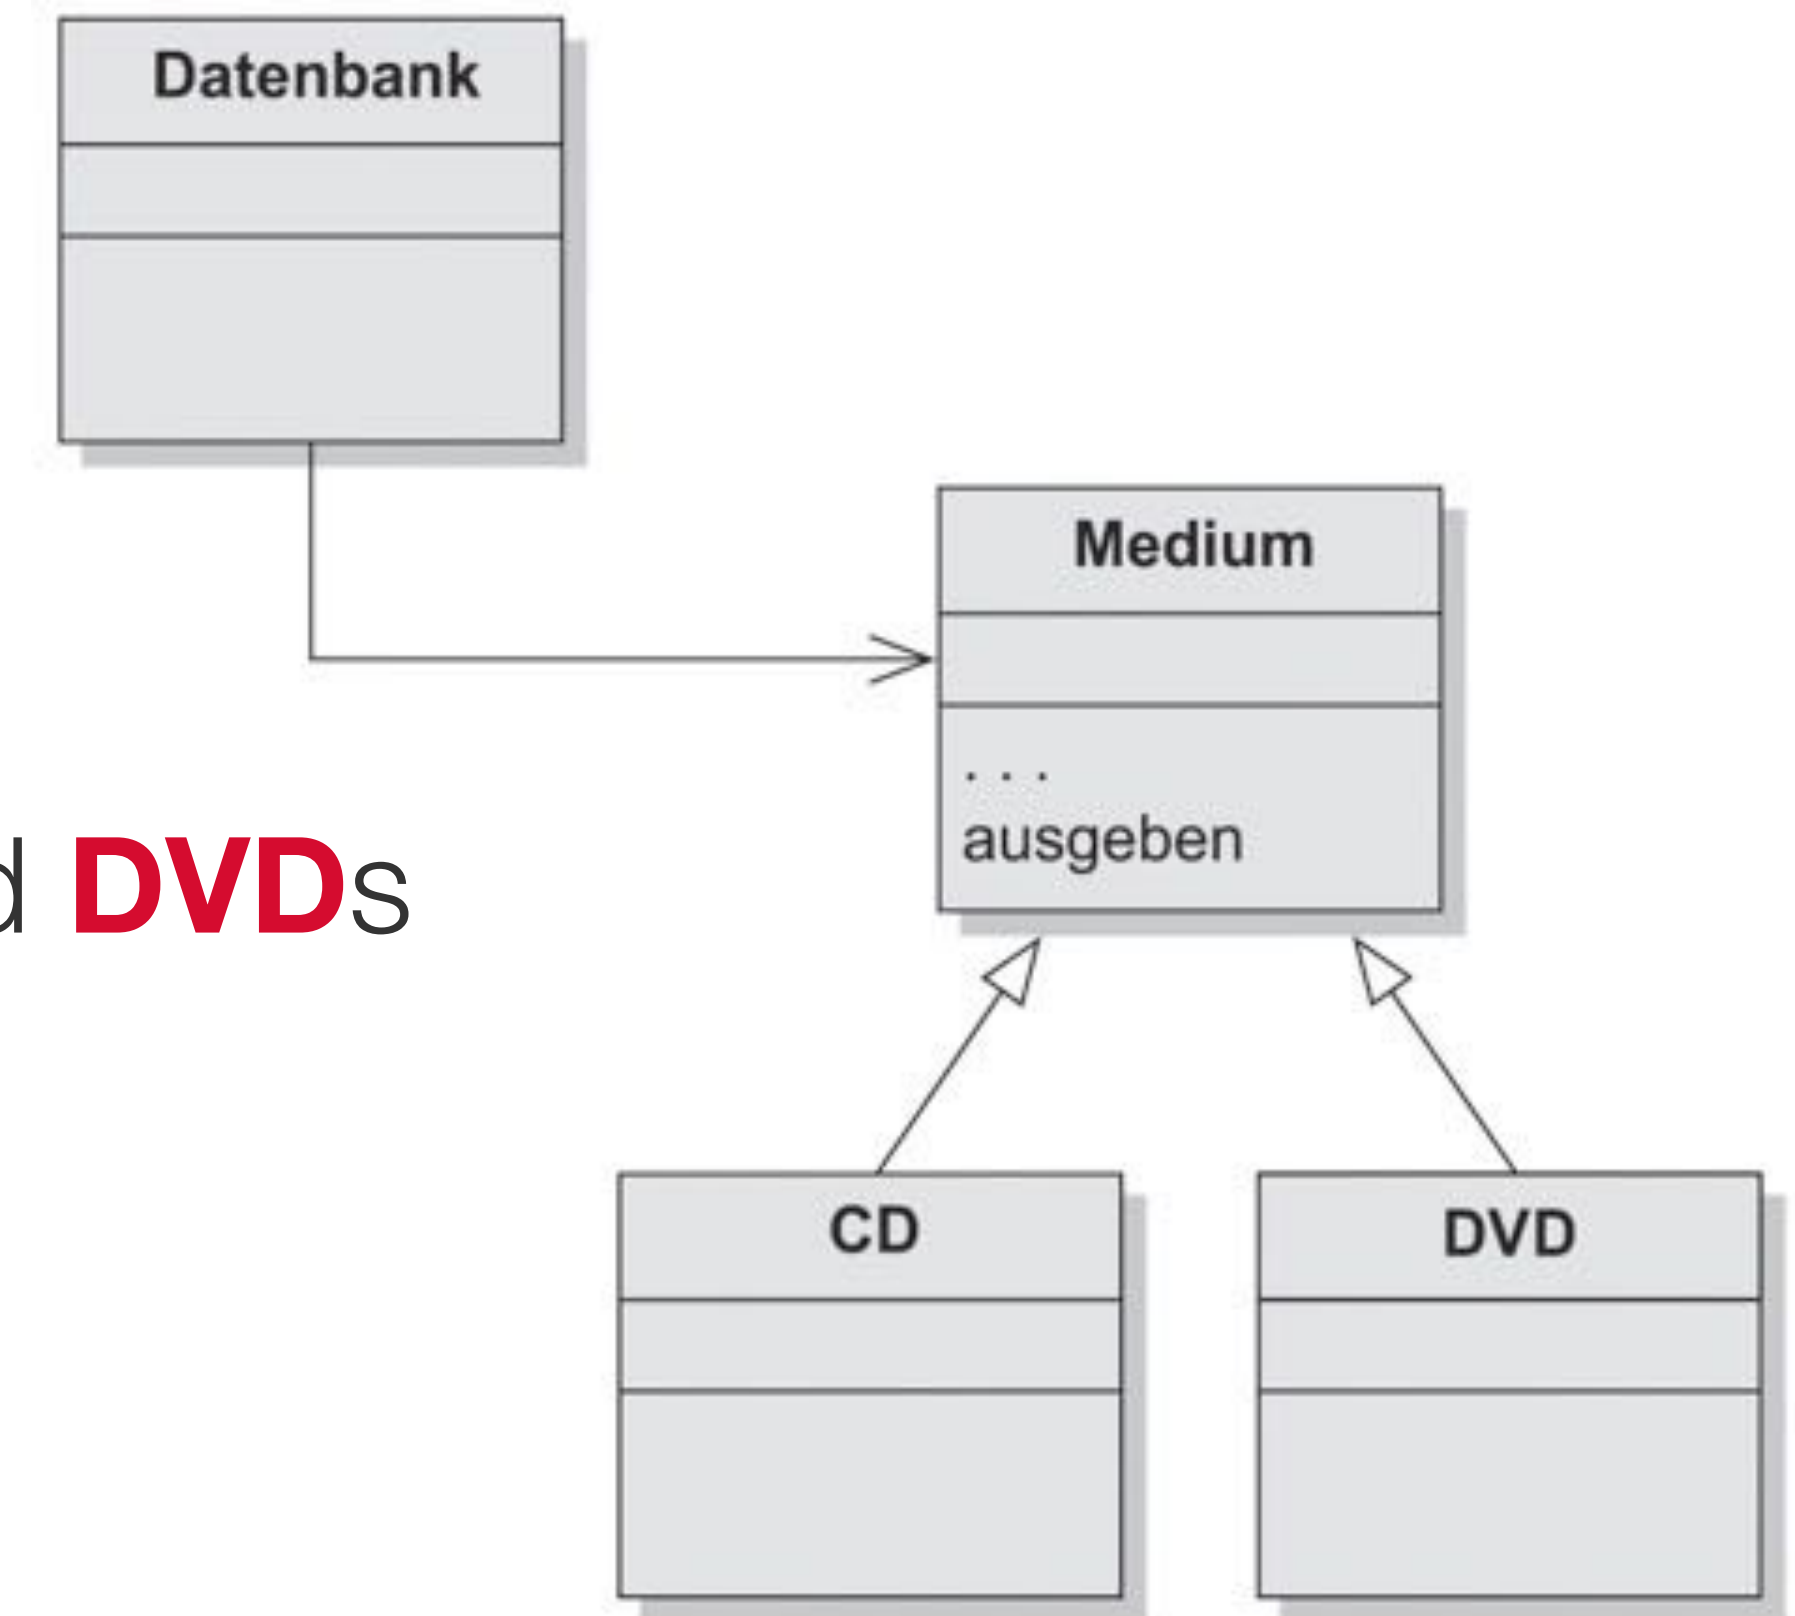 Datenbank
Medium
. . .
ausgeben
DVDs
CD
DVD